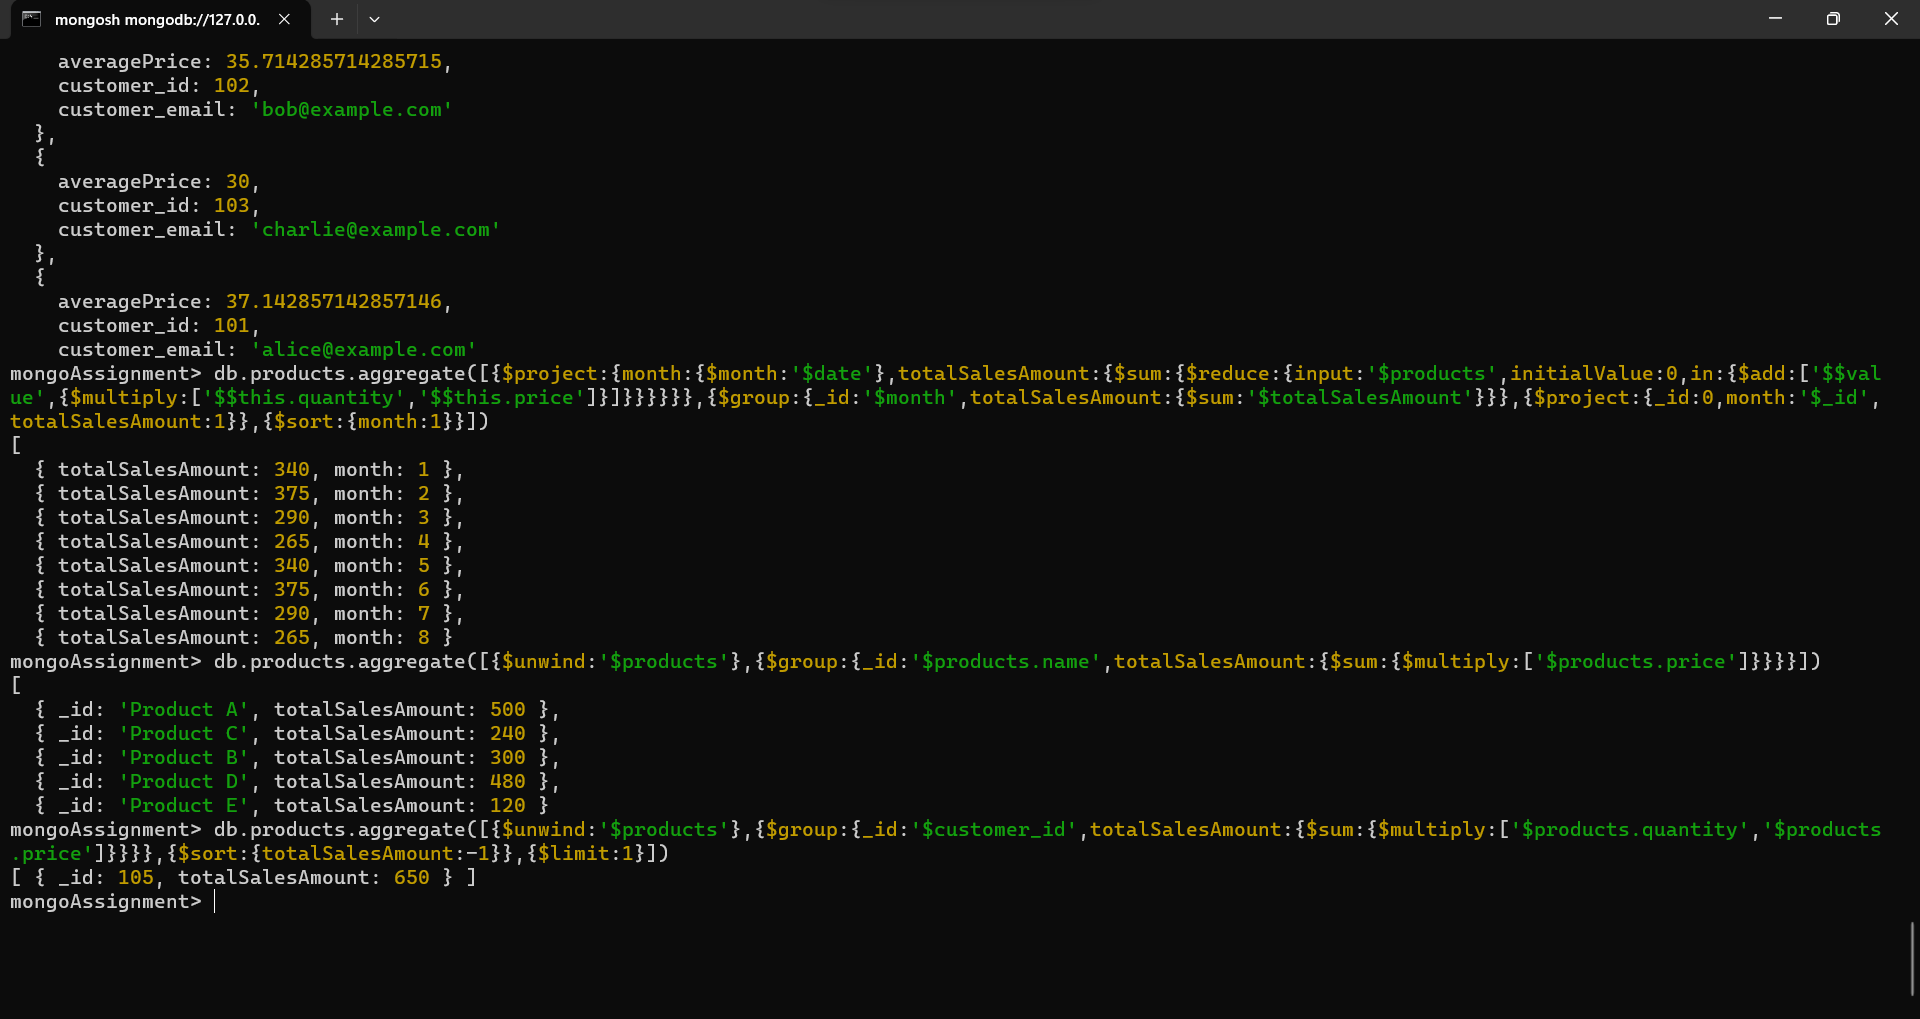 mongosh mongodb://127.0.0.
averagePrice: 35.714285714285715,
customer_id: 102,
customer_email: 'bob@example.com'
},
{
averagePrice: 30,
customer_id: 103,
customer_email: 'charlie@example.com'
},
{
averagePrice: 37.142857142857146,
customer_id: 101,
customer_email: 'alice@example.com'
mongoAssignment> db.products.aggregate([{$project:{month:{$month:'$date'},totalSalesAmount:{$sum:{$reduce:{input:'$products',initialValue:0,in:{$add:['$$val
ue',{$multiply:['$$this.quantity','$$this.price']}]}}}}}},{$group:{_id:'$month',totalSalesAmount:{$sum:'$totalSalesAmount'}}},{$project:{_id:0,month:'$_id',
totalSalesAmount:1}},{$sort:{month:1}}])
[
{ totalSalesAmount: 340, month: 1 },
{ totalSalesAmount: 375, month: 2 },
{ totalSalesAmount: 290, month: 3 },
{ totalSalesAmount: 265, month: 4 },
{ totalSalesAmount: 340, month: 5 },
{ totalSalesAmount: 375, month: 6 },
{ totalSalesAmount: 290, month: 7 },
{ totalSalesAmount: 265, month: 8 }
mongoAssignment> db.products.aggregate([{$unwind:'$products'},{$group:{_id:'$products.name',totalSalesAmount:{$sum:{$multiply:['$products.price']}}}}])
[
{ _id: 'Product A', totalSalesAmount: 500 },
{ _id: 'Product C', totalSalesAmount: 240 },
{ _id: 'Product B', totalSalesAmount: 300 },
{ _id: 'Product D', totalSalesAmount: 480 },
{ _id: 'Product E', totalSalesAmount: 120 }
mongoAssignment> db.products.aggregate([{$unwind:'$products'},{$group:{_id:'$customer_id',totalSalesAmount:{$sum:{$multiply:['$products.quantity','$products
.price']}}}},{$sort:{totalSalesAmount:-1}},{$limit:1}])
[ { _id: 105, totalSalesAmount: 650 } ]
mongoAssignment>